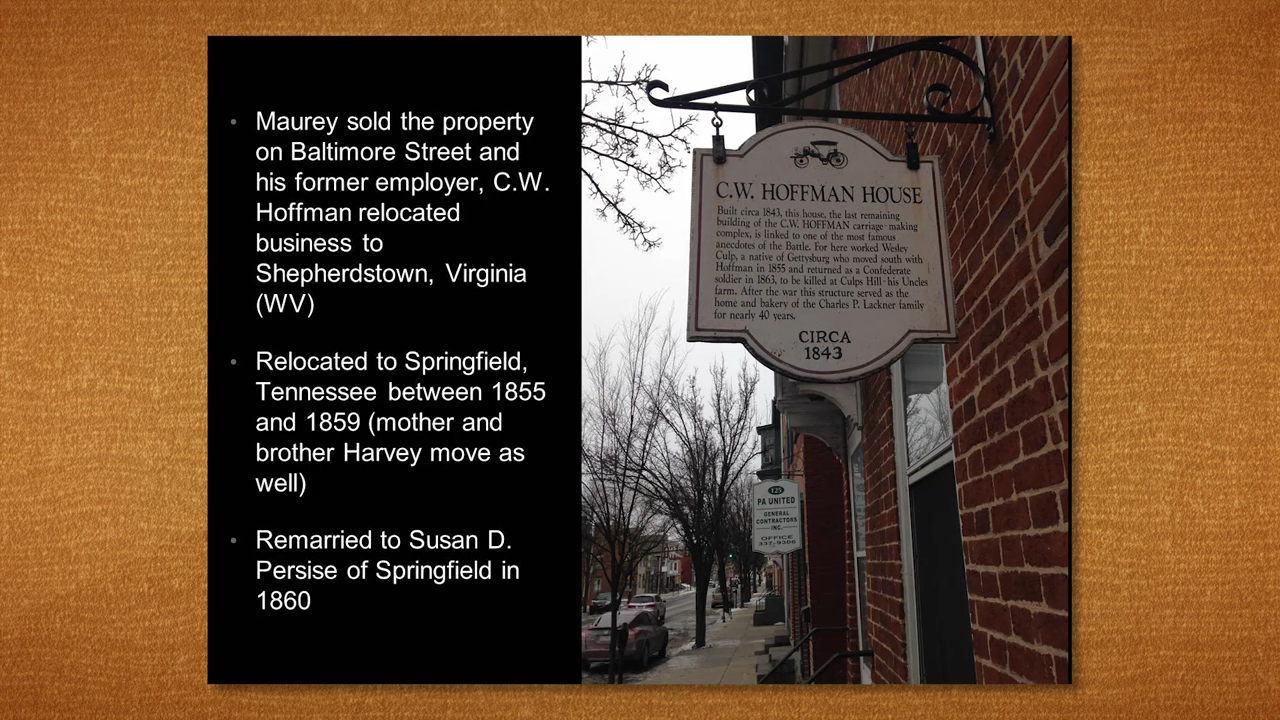 Maurey sold the property
on Baltimore Street and
his former employer, C.W.
Hoffman relocated
business to
Shepherdstown, Virginia
(WV)
Relocated to Springfield,
Tennessee between 1855
and 1859 (mother and
brother Harvey move as
well)
Remarried to Susan D.
Persise of Springfield in
1860
C.W. HOFFMAN HOUSE
Built circa 1843, this house, the last remaining
building of the C.W. HOFFMAN carriage-making
complex, is linked to one of the most famous
anecdotes of the Battle. For here worked Wesley
Culp, a native of Gettysburg who moved south with
Hoffman in 1855 and returned as a Confederate
soldier in 1863, to be killed at Culps Hill-his Uncles
farm. After the war this structure served as the
home and bakery of the Charles P. Lackner family
for nearly 40 years.
CIRCA
1843
PA UNITED
GENERAL
CONTRACTORS
INC.
OFFICE
337-9386